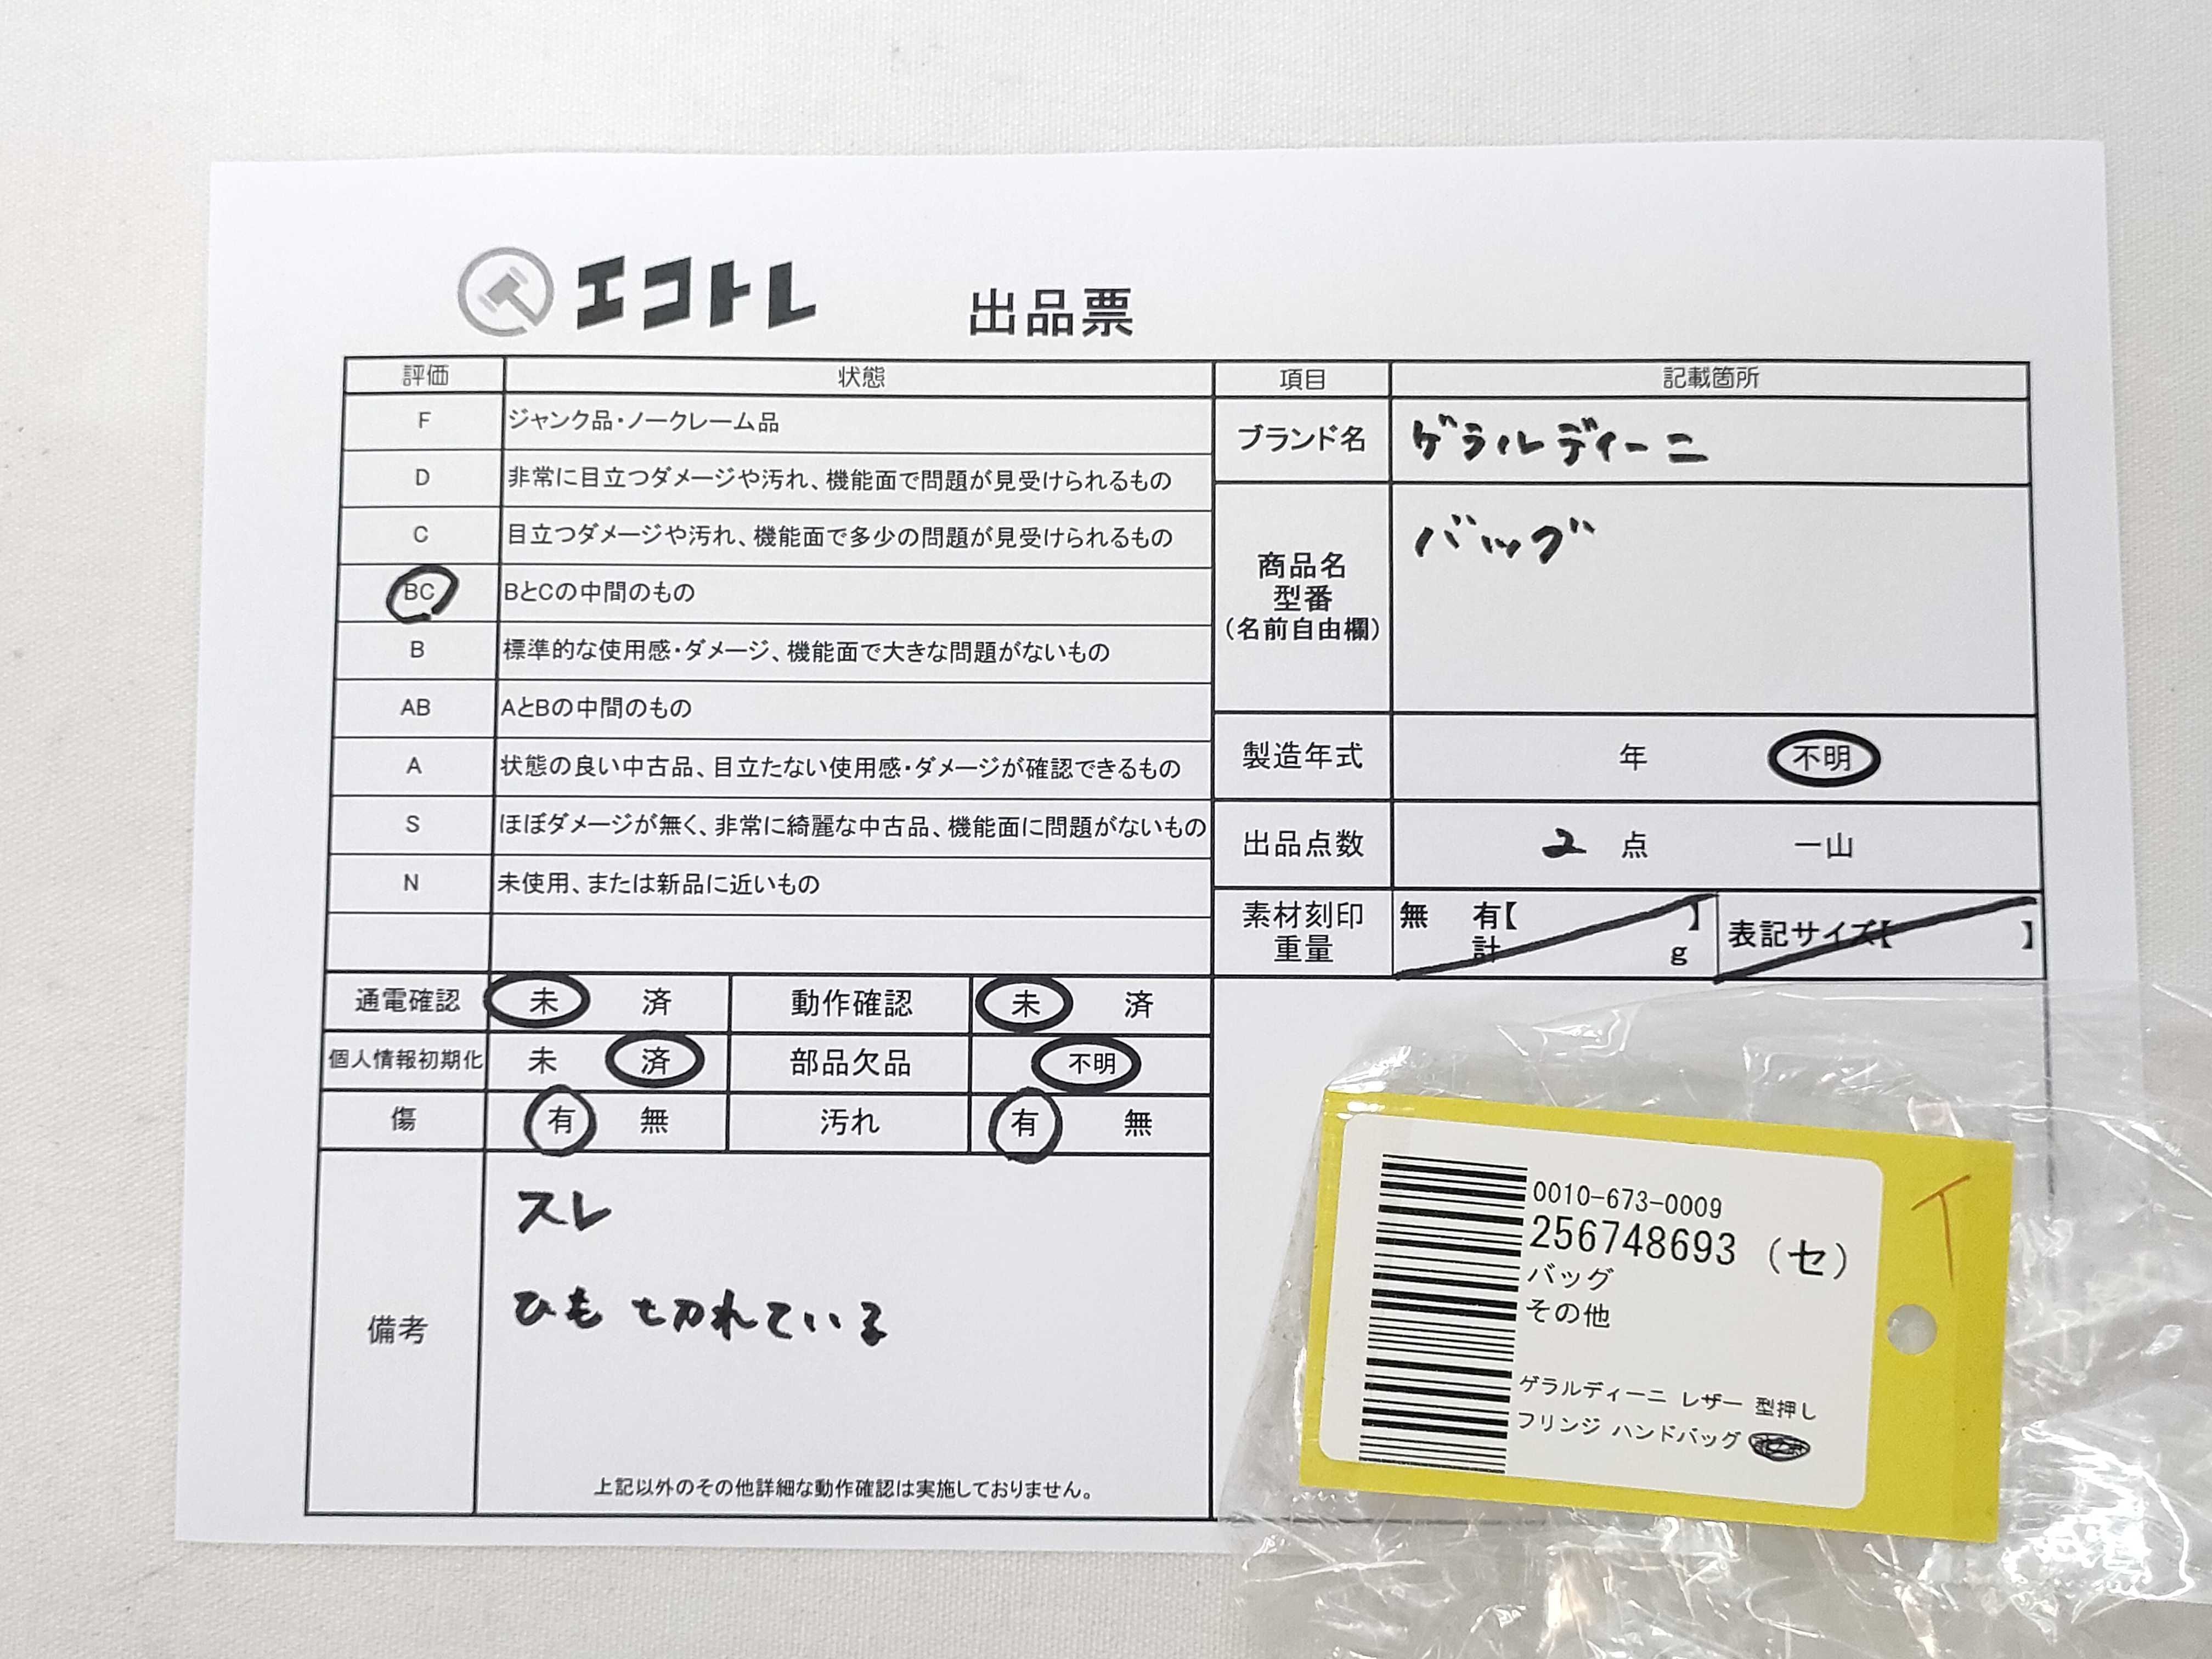 エコトレ 出品票
評価 状態 項目 記載箇所
F ジャンク品・ノークレーム品
D 非常に目立つダメージや汚れ、機能面で問題が見受けられるもの
C 目立つダメージや汚れ、機能面で多少の問題が見受けられるもの
BC BとCの中間のもの
B 標準的な使用感・ダメージ、機能面で大きな問題がないもの
AB AとBの中間のもの
A 状態の良い中古品、目立たない使用感・ダメージが確認できるもの
S ほぼダメージが無く、非常に綺麗な中古品、機能面に問題がないもの
N 未使用、または新品に近いもの
ブランド名 ゲラルディーニ
商品名
型番
(名前自由欄)
バッグ
製造年式 年 不明
出品点数 2 点 一山
素材刻印
重量
無 有【 】
計 g
表記サイズ【 】
通電確認 未 済 動作確認 未 済
個人情報初期化 未 済 部品欠品 不明
傷 有 無 汚れ 有 無
備考
スレ
ひも 切れている
上記以外のその他詳細な動作確認は実施しておりません。
0010-673-0009
256748693 (セ)
バッグ
その他
ゲラルディーニ レザー 型押し
フリンジ ハンドバッグ